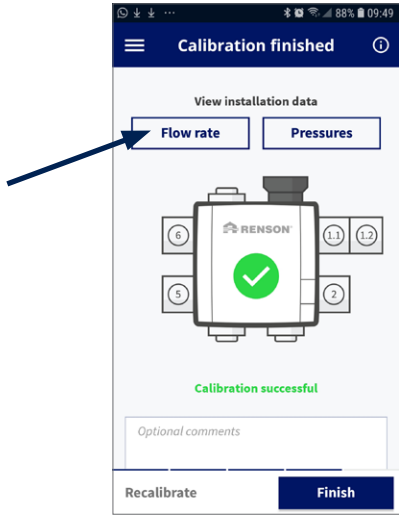 88% 09:49
Calibration finished
View installation data
Flow rate Pressures
RENSON
6 1.1 1.2
5 2
Calibration successful
Optional comments
Recalibrate Finish